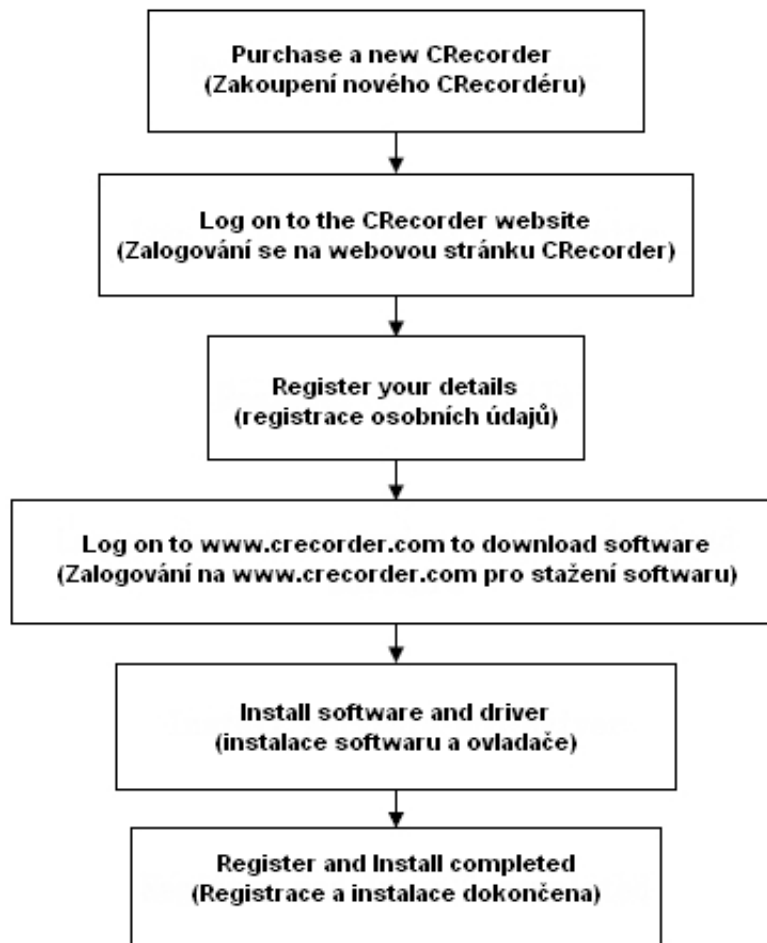 Purchase a new CRecorder
(Zakoupení nového CRecordéru)
Log on to the CRecorder website
(Zalogování se na webovou stránku CRecorder)
Register your details
(registrace osobních údajů)
Log on to www.crecorder.com to download software
(Zalogování na www.crecorder.com pro stažení softwaru)
Install software and driver
(instalace softwaru a ovladače)
Register and Install completed
(Registrace a instalace dokončena)